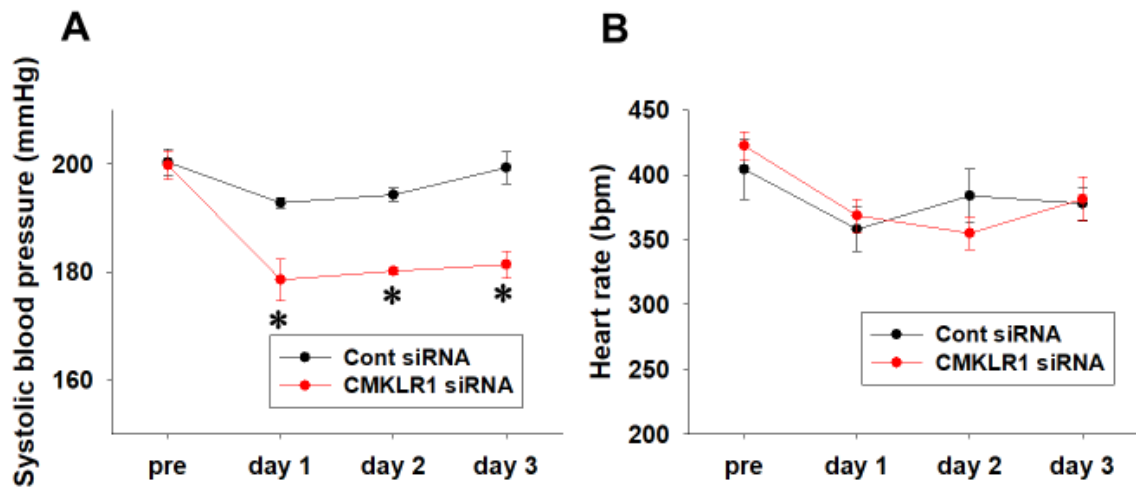 A
Systolic blood pressure (mmHg)
200
180
160
*
*
*
Cont siRNA
CMKLR1 siRNA
pre
day 1
day 2
day 3
B
Heart rate (bpm)
450
400
350
300
250
200
Cont siRNA
CMKLR1 siRNA
pre
day 1
day 2
day 3